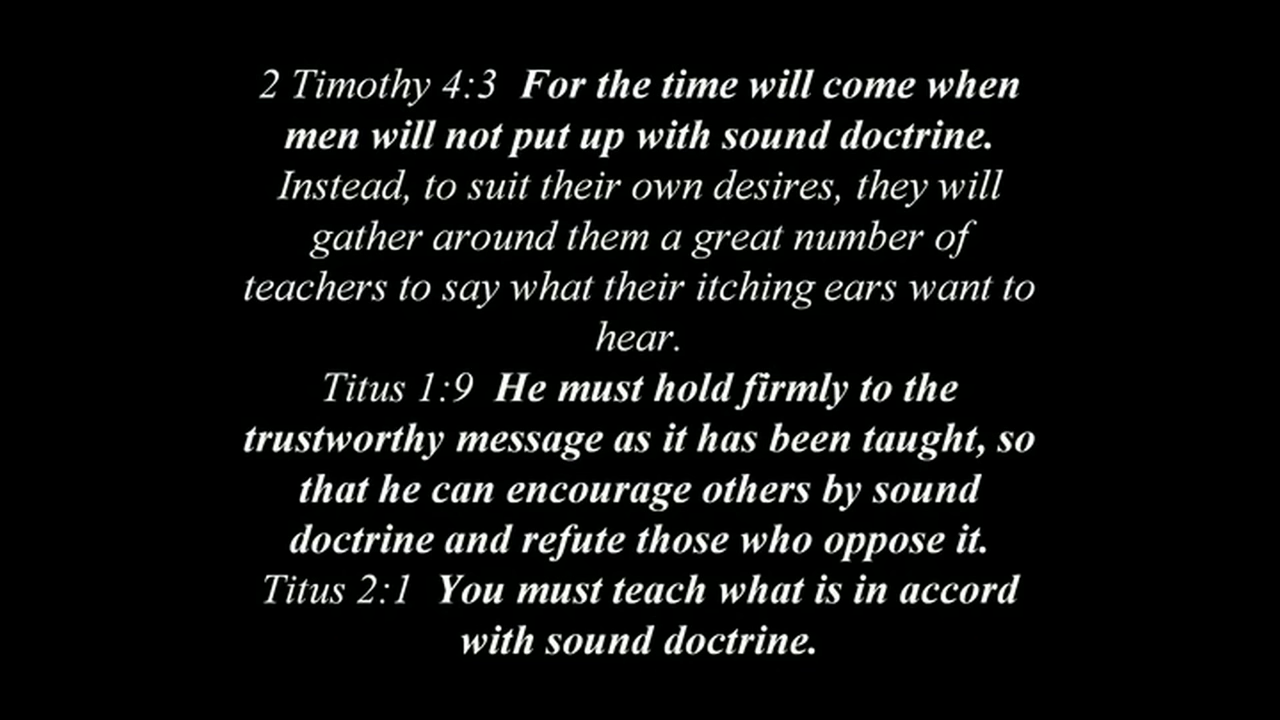 2 Timothy 4:3 For the time will come when
men will not put up with sound doctrine.
Instead, to suit their own desires, they will
gather around them a great number of
teachers to say what their itching ears want to
hear.
Titus 1:9 He must hold firmly to the
trustworthy message as it has been taught, so
that he can encourage others by sound
doctrine and refute those who oppose it.
Titus 2:1 You must teach what is in accord
with sound doctrine.